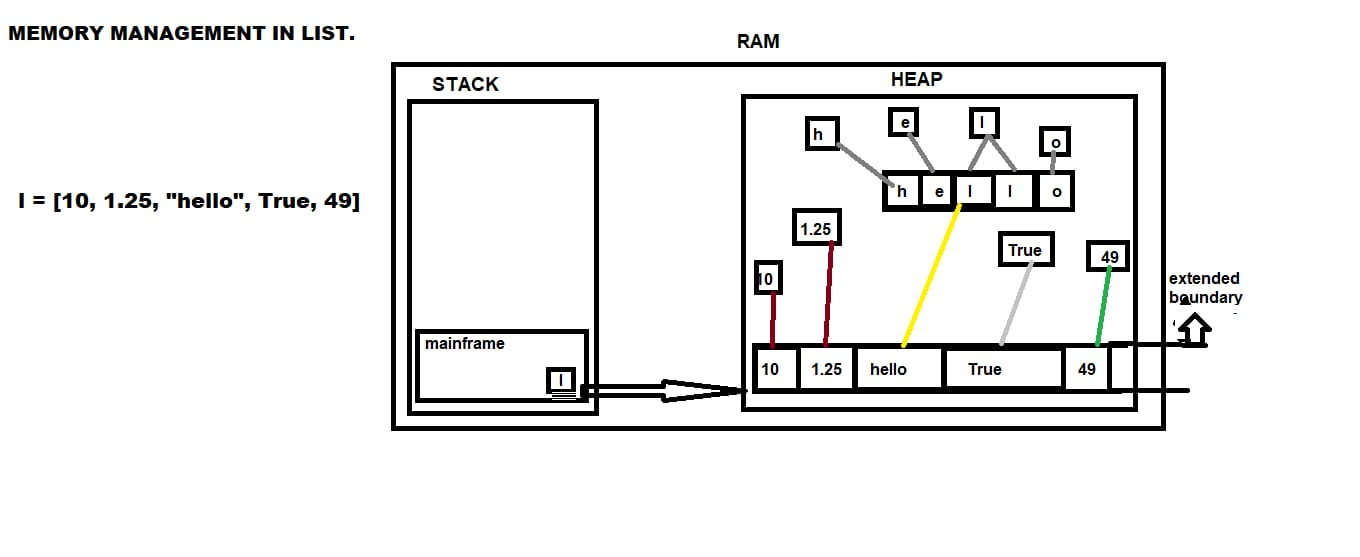 MEMORY MANAGEMENT IN LIST.
RAM
STACK
HEAP
h
e
l
o
h e l l o
l = [10, 1.25, "hello", True, 49]
1.25
True
49
10
extended
boundary
mainframe
l
10 1.25 hello True 49